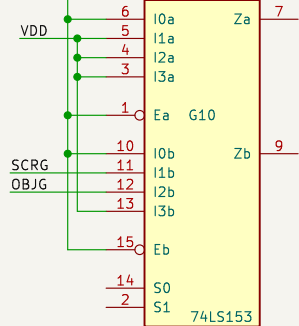 6 I0a Za 7
VDD 5 I1a
4 I2a
3 I3a
1 Ea G10
10 I0b Zb 9
SCRG 11 I1b
OBJG 12 I2b
13 I3b
15 Eb
14 S0
2 S1
74LS153